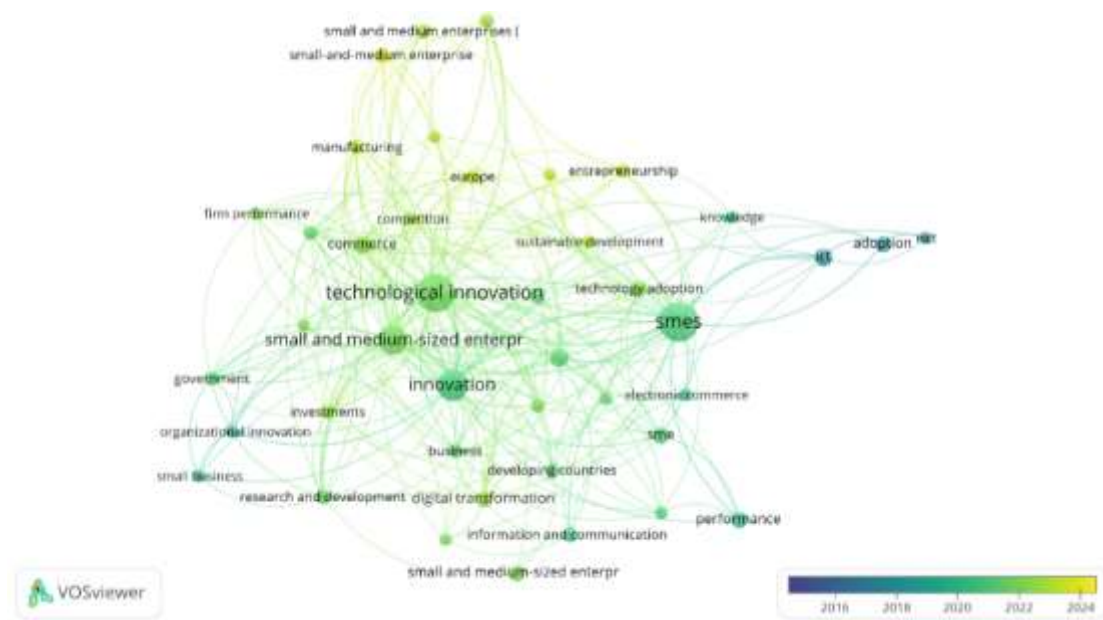 small and medium enterprises (
small-and-medium enterprise
manufacturing
europe
entrepreneurship
firm performance
competition
knowledge
commerce
sustainable development
adoption
ict
technological innovation
technology adoption
smes
small and medium-sized enterpr
innovation
government
electronic commerce
investments
organizational innovation
sme
business
small business
developing countries
research and development
digital transformation
performance
information and communication
small and medium-sized enterpr
VOSviewer
2016
2018
2020
2022
2024